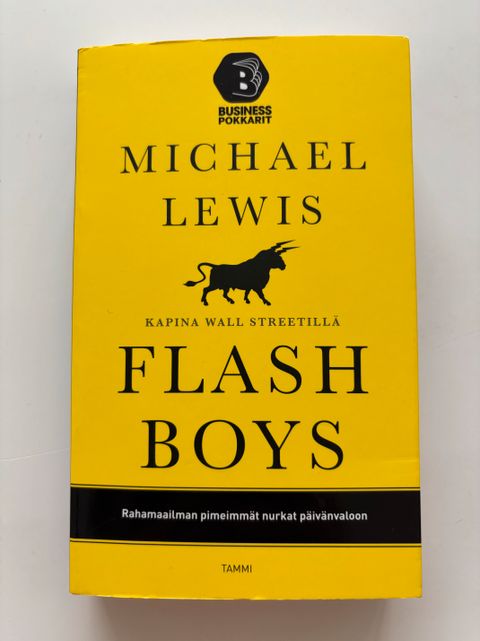 B
BUSINESS
POKKARIT
MICHAEL
LEWIS
KAPINA WALL STREETILLÄ
FLASH
BOYS
Rahamaailman pimeimmät nurkat päivänvaloon
TAMMI